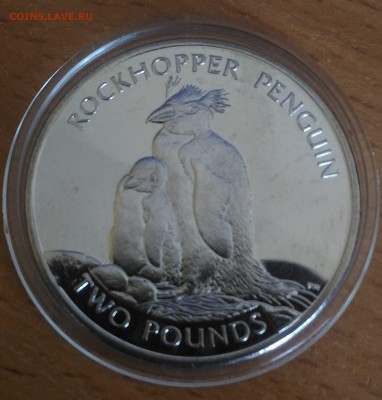 COINS.LAVE.RU
ROCKHOPPER PENGUIN
TWO POUNDS